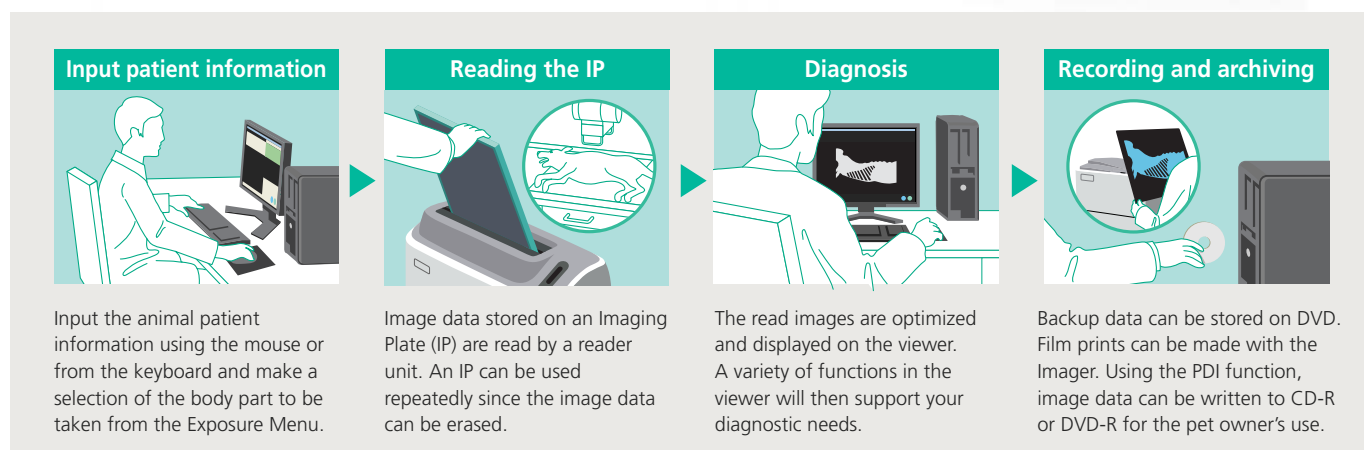 Input patient information
Input the animal patient
information using the mouse or
from the keyboard and make a
selection of the body part to be
taken from the Exposure Menu.
Reading the IP
Image data stored on an Imaging
Plate (IP) are read by a reader
unit. An IP can be used
repeatedly since the image data
can be erased.
Diagnosis
The read images are optimized
and displayed on the viewer.
A variety of functions in the
viewer will then support your
diagnostic needs.
Recording and archiving
Backup data can be stored on DVD.
Film prints can be made with the
Imager. Using the PDI function,
image data can be written to CD-R
or DVD-R for the pet owner’s use.